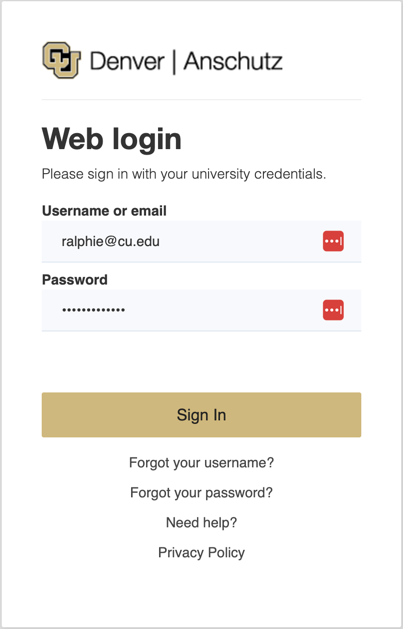 CU Denver | Anschutz
Web login
Please sign in with your university credentials.
Username or email
ralphie@cu.edu
Password
•••••••••••••
Sign In
Forgot your username?
Forgot your password?
Need help?
Privacy Policy